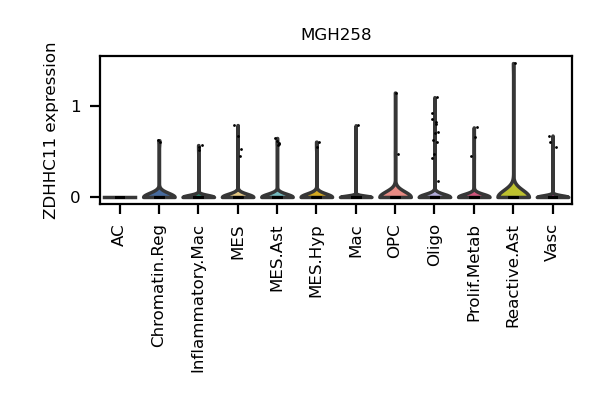 MGH258
ZDHHC11 expression
1
0
AC
Chromatin.Reg
Inflammatory.Mac
MES
MES.Ast
MES.Hyp
Mac
OPC
Oligo
Prolif.Metab
Reactive.Ast
Vasc